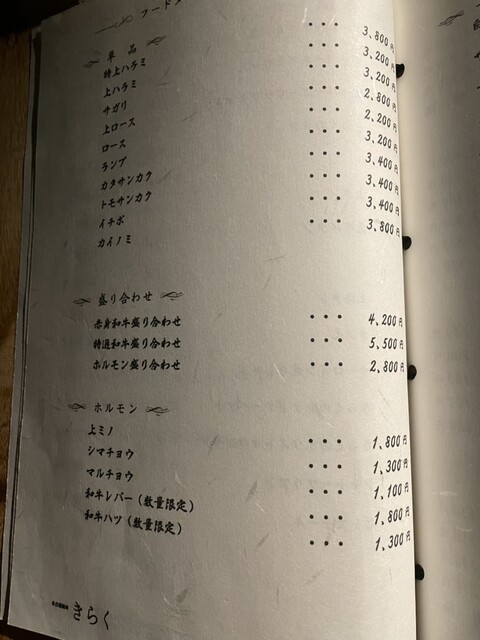 フード
単品
特上ハラミ ・・・ 3,800円
上ハラミ ・・・ 3,200円
サガリ ・・・ 3,200円
上ロース ・・・ 2,800円
ロース ・・・ 2,200円
ランプ ・・・ 3,200円
カタサンカク ・・・ 3,400円
トモサンカク ・・・ 3,400円
イチボ ・・・ 3,400円
カイノミ ・・・ 3,800円
盛り合わせ
赤身和牛盛り合わせ ・・・ 4,200円
特選和牛盛り合わせ ・・・ 5,500円
ホルモン盛り合わせ ・・・ 2,800円
ホルモン
上ミノ ・・・ 1,800円
シマチョウ ・・・ 1,300円
マルチョウ ・・・ 1,100円
和牛レバー(数量限定) ・・・ 1,800円
和牛ハツ(数量限定) ・・・ 1,300円
きらく